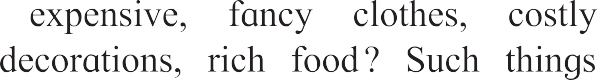 expensive, fancy clothes, costly
decorations, rich food? Such things